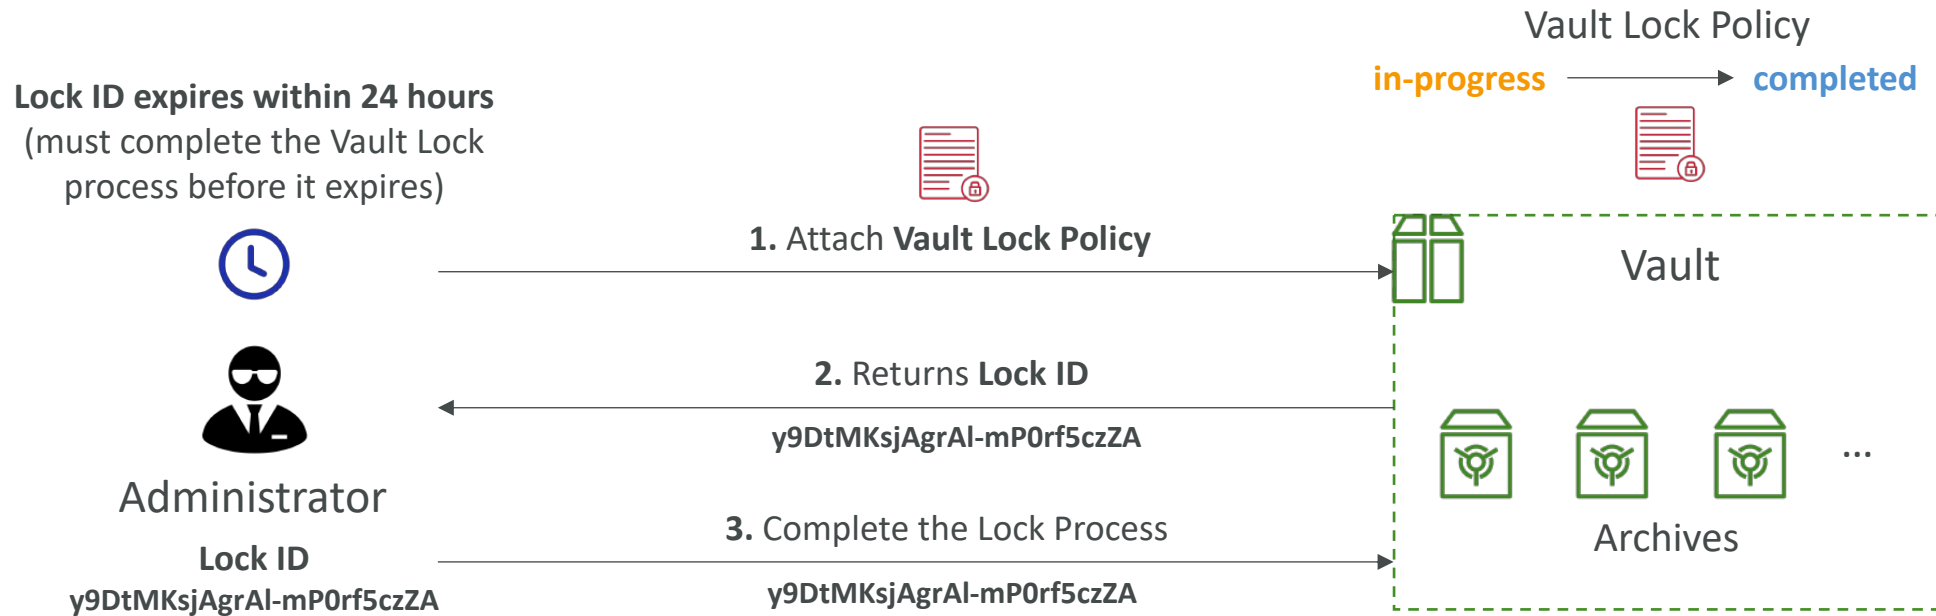 Vault Lock Policy
in-progress
completed
Lock ID expires within 24 hours
(must complete the Vault Lock
process before it expires)
1. Attach Vault Lock Policy
Vault
2. Returns Lock ID
y9DtMKsjAgrAl-mP0rf5czZA
...
Administrator
3. Complete the Lock Process
Archives
Lock ID
y9DtMKsjAgrAl-mP0rf5czZA
y9DtMKsjAgrAl-mP0rf5czZA